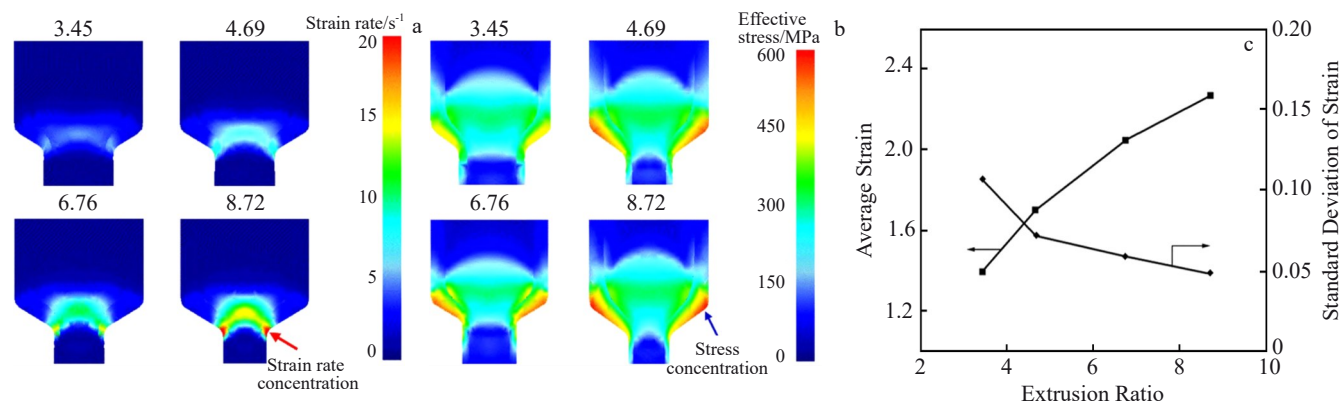 Strain rate/s⁻¹
a
3.45
4.69
20
15
10
5
0
6.76
8.72
Strain rate
concentration
Effective
stress/MPa
b
3.45
4.69
600
450
300
150
0
6.76
8.72
Stress
concentration
c
Average Strain
2.4
2.0
1.6
1.2
Standard Deviation of Strain
0.20
0.15
0.10
0.05
0
2
4
6
8
10
Extrusion Ratio